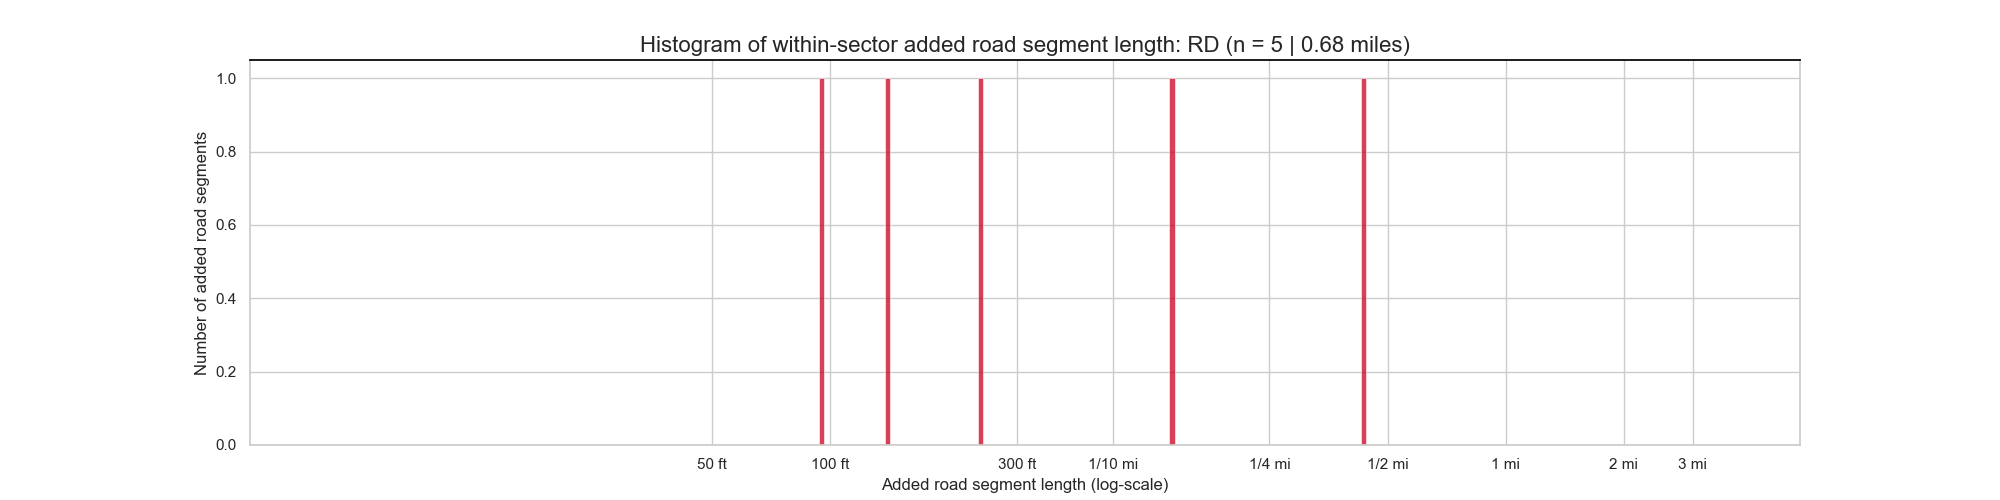 Histogram of within-sector added road segment length: RD (n = 5 | 0.68 miles)
Number of added road segments
1.0
0.8
0.6
0.4
0.2
0.0
50 ft 100 ft 300 ft 1/10 mi 1/4 mi 1/2 mi 1 mi 2 mi 3 mi
Added road segment length (log-scale)